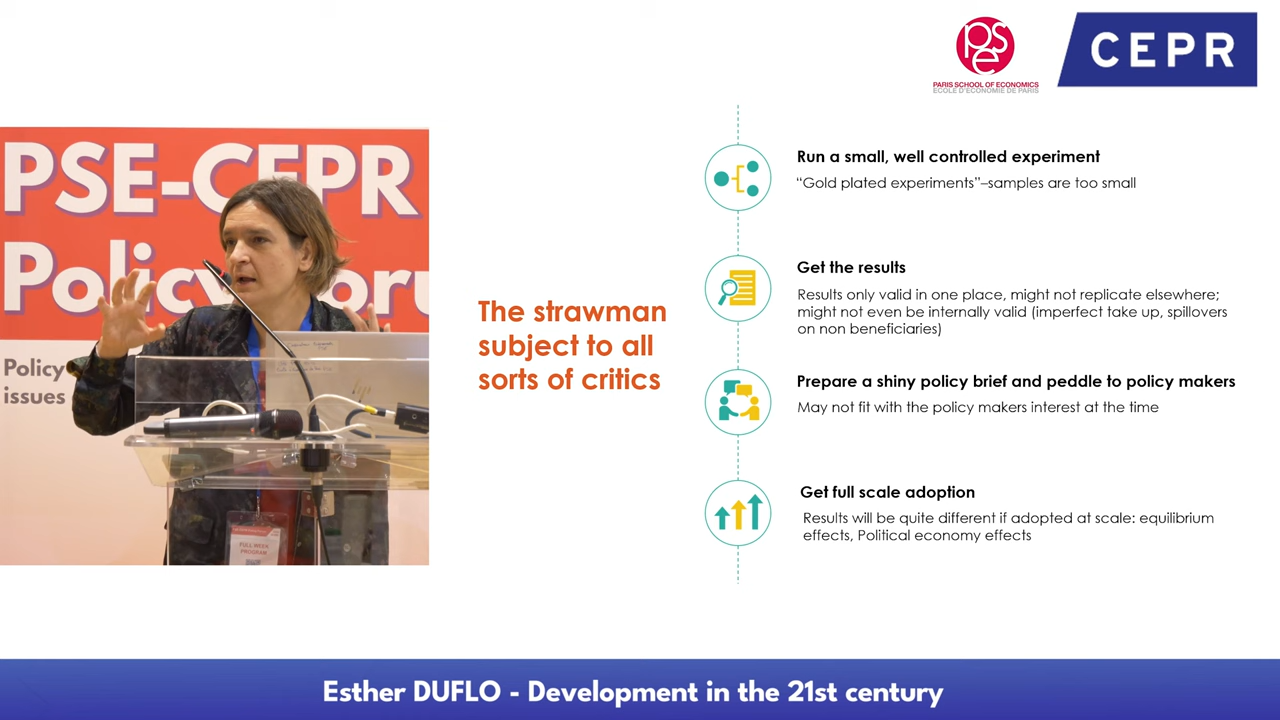 pse
PARIS SCHOOL OF ECONOMICS
ECOLE D'ECONOMIE DE PARIS
CEPR
PSE-CEPR
Policy Foru
Policy
issues
FULL WEEK
PROGRAM
The strawman
subject to all
sorts of critics
Run a small, well controlled experiment
“Gold plated experiments”–samples are too small
Get the results
Results only valid in one place, might not replicate elsewhere;
might not even be internally valid (imperfect take up, spillovers
on non beneficiaries)
Prepare a shiny policy brief and peddle to policy makers
May not fit with the policy makers interest at the time
Get full scale adoption
Results will be quite different if adopted at scale: equilibrium
effects, Political economy effects
Esther DUFLO - Development in the 21st century